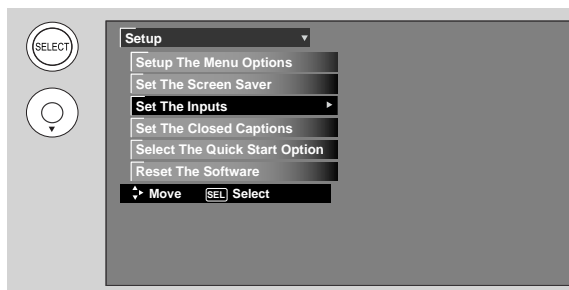 SELECT
Setup
Setup The Menu Options
Set The Screen Saver
Set The Inputs
Set The Closed Captions
Select The Quick Start Option
Reset The Software
Move SEL Select